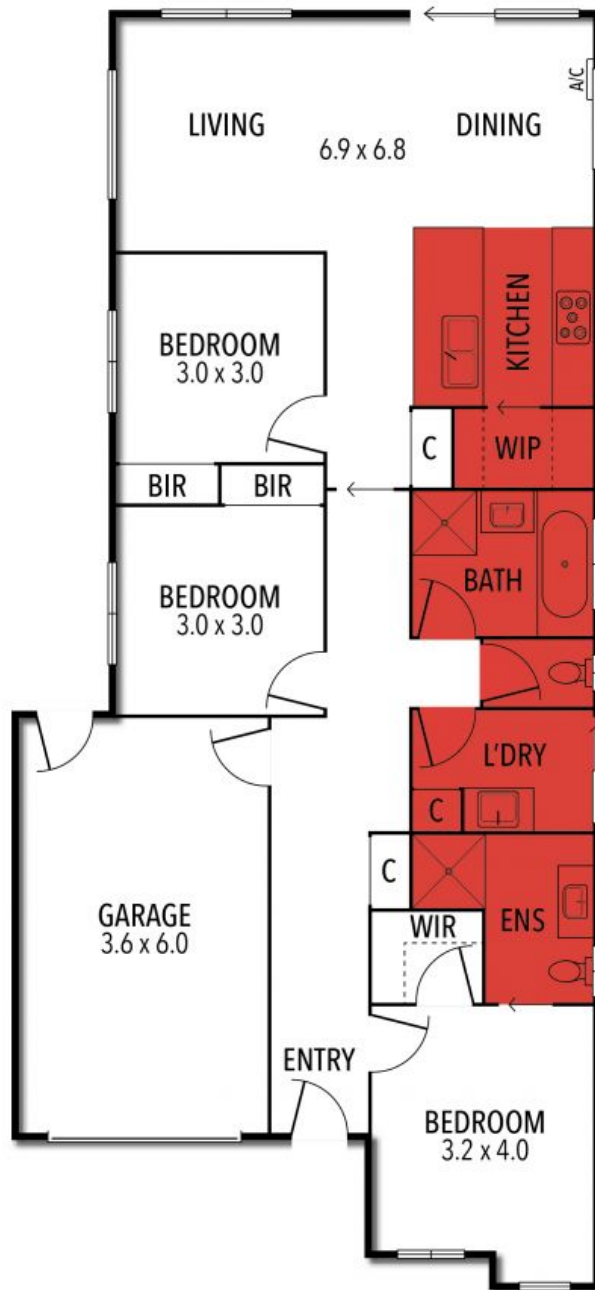 LIVING
DINING
A/C
6.9 x 6.8
KITCHEN
BEDROOM
3.0 x 3.0
C
WIP
BIR
BIR
BATH
BEDROOM
3.0 x 3.0
L'DRY
C
C
ENS
WIR
GARAGE
3.6 x 6.0
ENTRY
BEDROOM
3.2 x 4.0